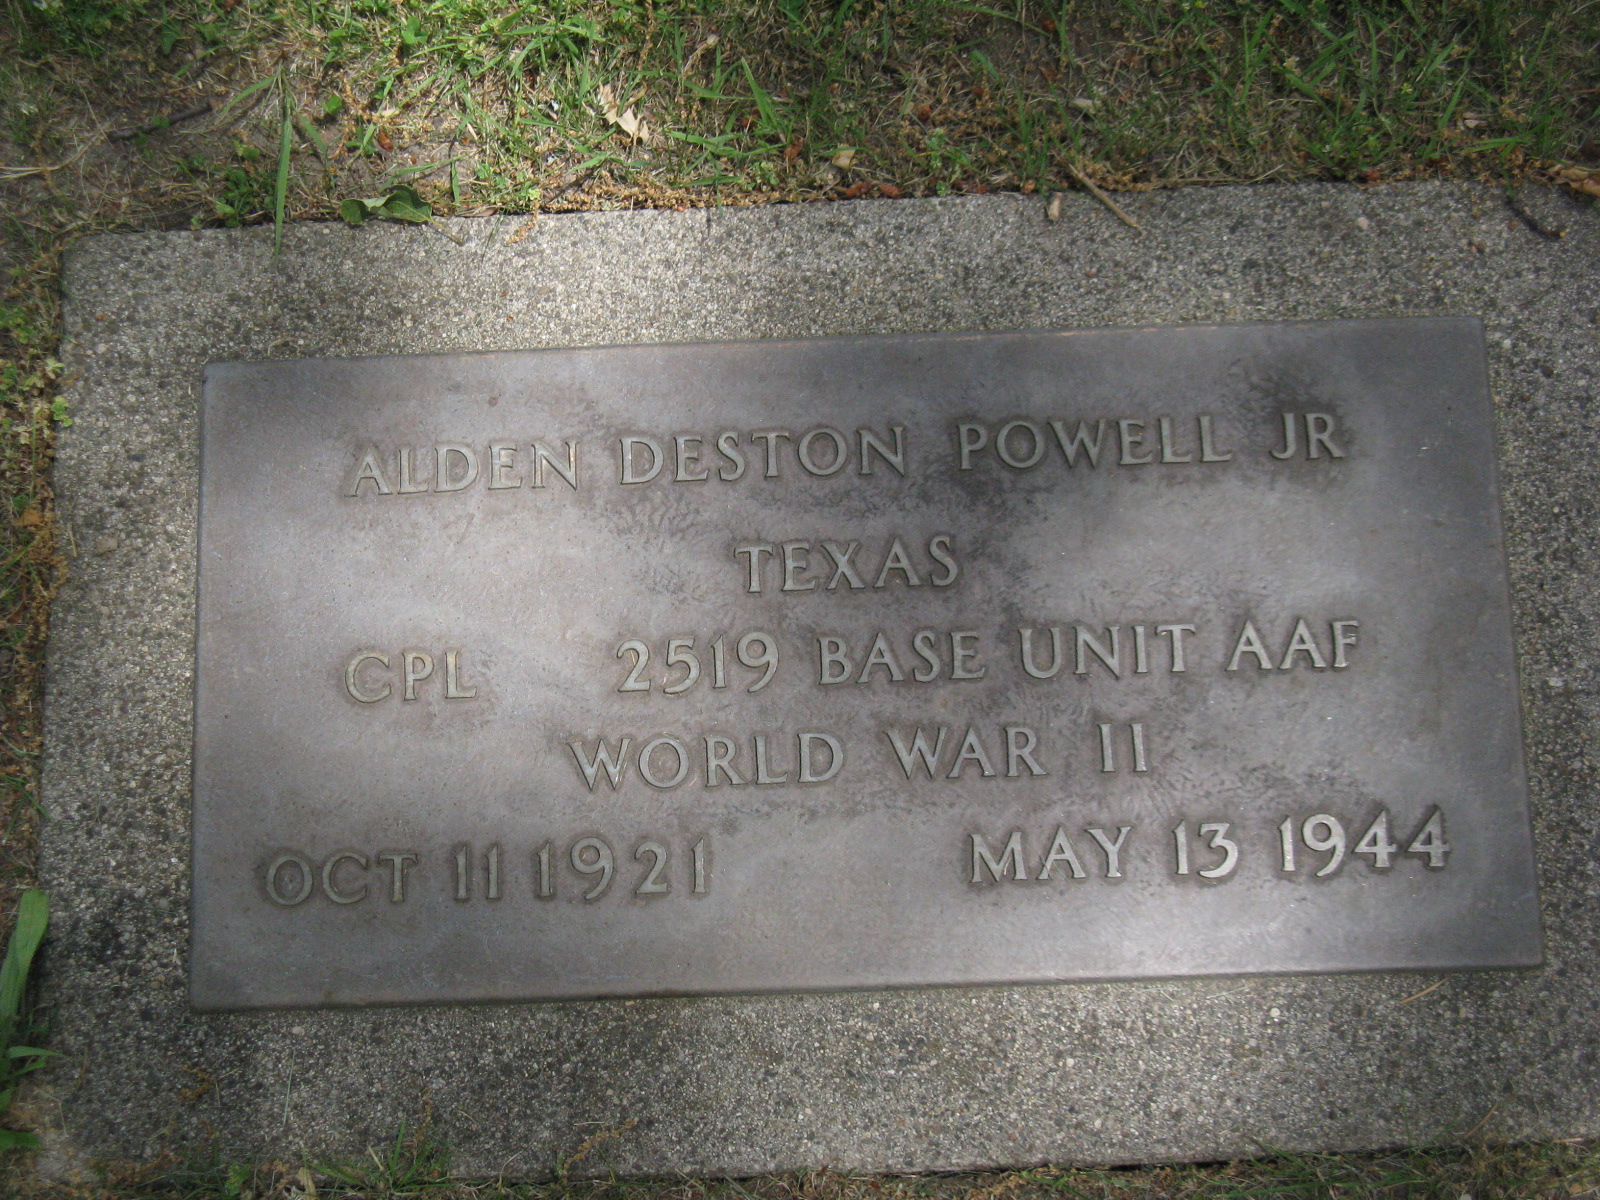 ALDEN DESTON POWELL JR
TEXAS
CPL 2519 BASE UNIT AAF
WORLD WAR II
OCT 11 1921 MAY 13 1944